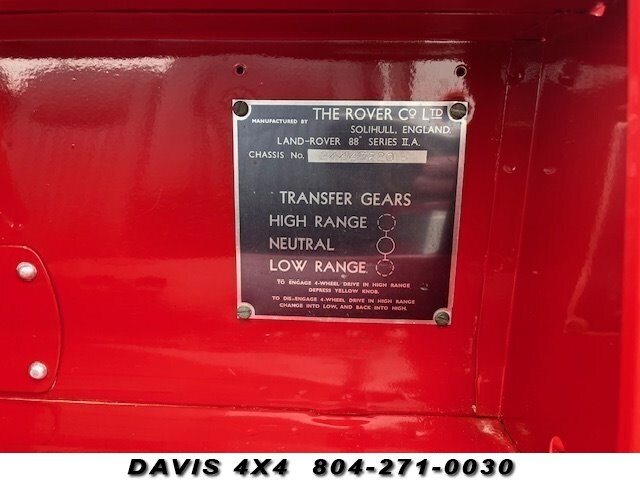 THE ROVER Co LTD
MANUFACTURED BY
SOLIHULL, ENGLAND.
LAND-ROVER 88" SERIES II.A.
CHASSIS No.
TRANSFER GEARS
HIGH RANGE
NEUTRAL
LOW RANGE
TO ENGAGE 4-WHEEL DRIVE IN HIGH RANGE
DEPRESS YELLOW KNOB.
TO DIS-ENGAGE 4-WHEEL DRIVE IN HIGH RANGE
CHANGE INTO LOW, AND BACK INTO HIGH.
DAVIS 4X4 804-271-0030